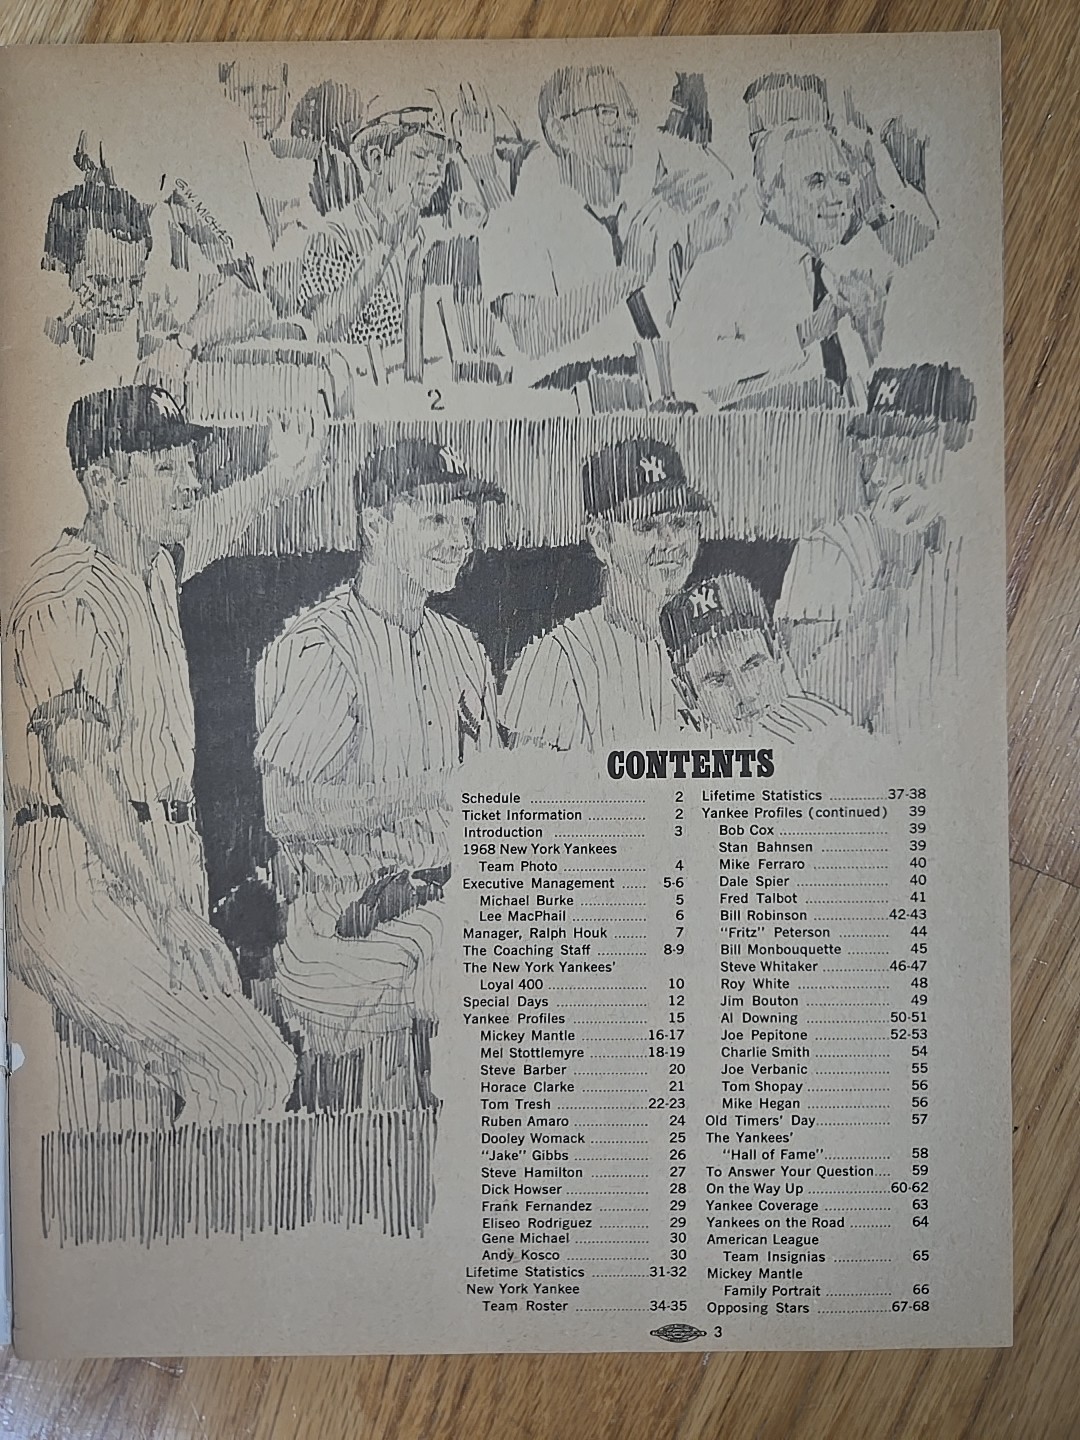 G.W. MICHA
2
13
CONTENTS
Schedule ............................ 2
Ticket Information .............. 2
Introduction ...................... 3
1968 New York Yankees
Team Photo .................... 4
Executive Management ...... 5-6
Michael Burke ................ 5
Lee MacPhail .................. 6
Manager, Ralph Houk ........ 7
The Coaching Staff ............ 8-9
The New York Yankees'
Loyal 400 ........................ 10
Special Days ...................... 12
Yankee Profiles .................. 15
Mickey Mantle ..............16-17
Mel Stottlemyre ............18-19
Steve Barber .................. 20
Horace Clarke ................ 21
Tom Tresh ....................22-23
Ruben Amaro .................. 24
Dooley Womack .............. 25
"Jake" Gibbs .................. 26
Steve Hamilton .............. 27
Dick Howser .................... 28
Frank Fernandez ............ 29
Eliseo Rodriguez ............ 29
Gene Michael .................. 30
Andy Kosco .................... 30
Lifetime Statistics ............31-32
New York Yankee
Team Roster ................34-35
Lifetime Statistics ............37-38
Yankee Profiles (continued) 39
Bob Cox .......................... 39
Stan Bahnsen ................ 39
Mike Ferraro .................. 40
Dale Spier ...................... 40
Fred Talbot .................... 41
Bill Robinson ................42-43
"Fritz" Peterson ............ 44
Bill Monbouquette .......... 45
Steve Whitaker ..............46-47
Roy White ...................... 48
Jim Bouton .................... 49
Al Downing ..................50-51
Joe Pepitone ................52-53
Charlie Smith ................ 54
Joe Verbanic .................. 55
Tom Shopay .................... 56
Mike Hegan .................... 56
Old Timers' Day.................. 57
The Yankees'
"Hall of Fame"................ 58
To Answer Your Question.... 59
On the Way Up ..................60-62
Yankee Coverage ................ 63
Yankees on the Road .......... 64
American League
Team Insignias .............. 65
Mickey Mantle
Family Portrait ................ 66
Opposing Stars ..................67-68
3